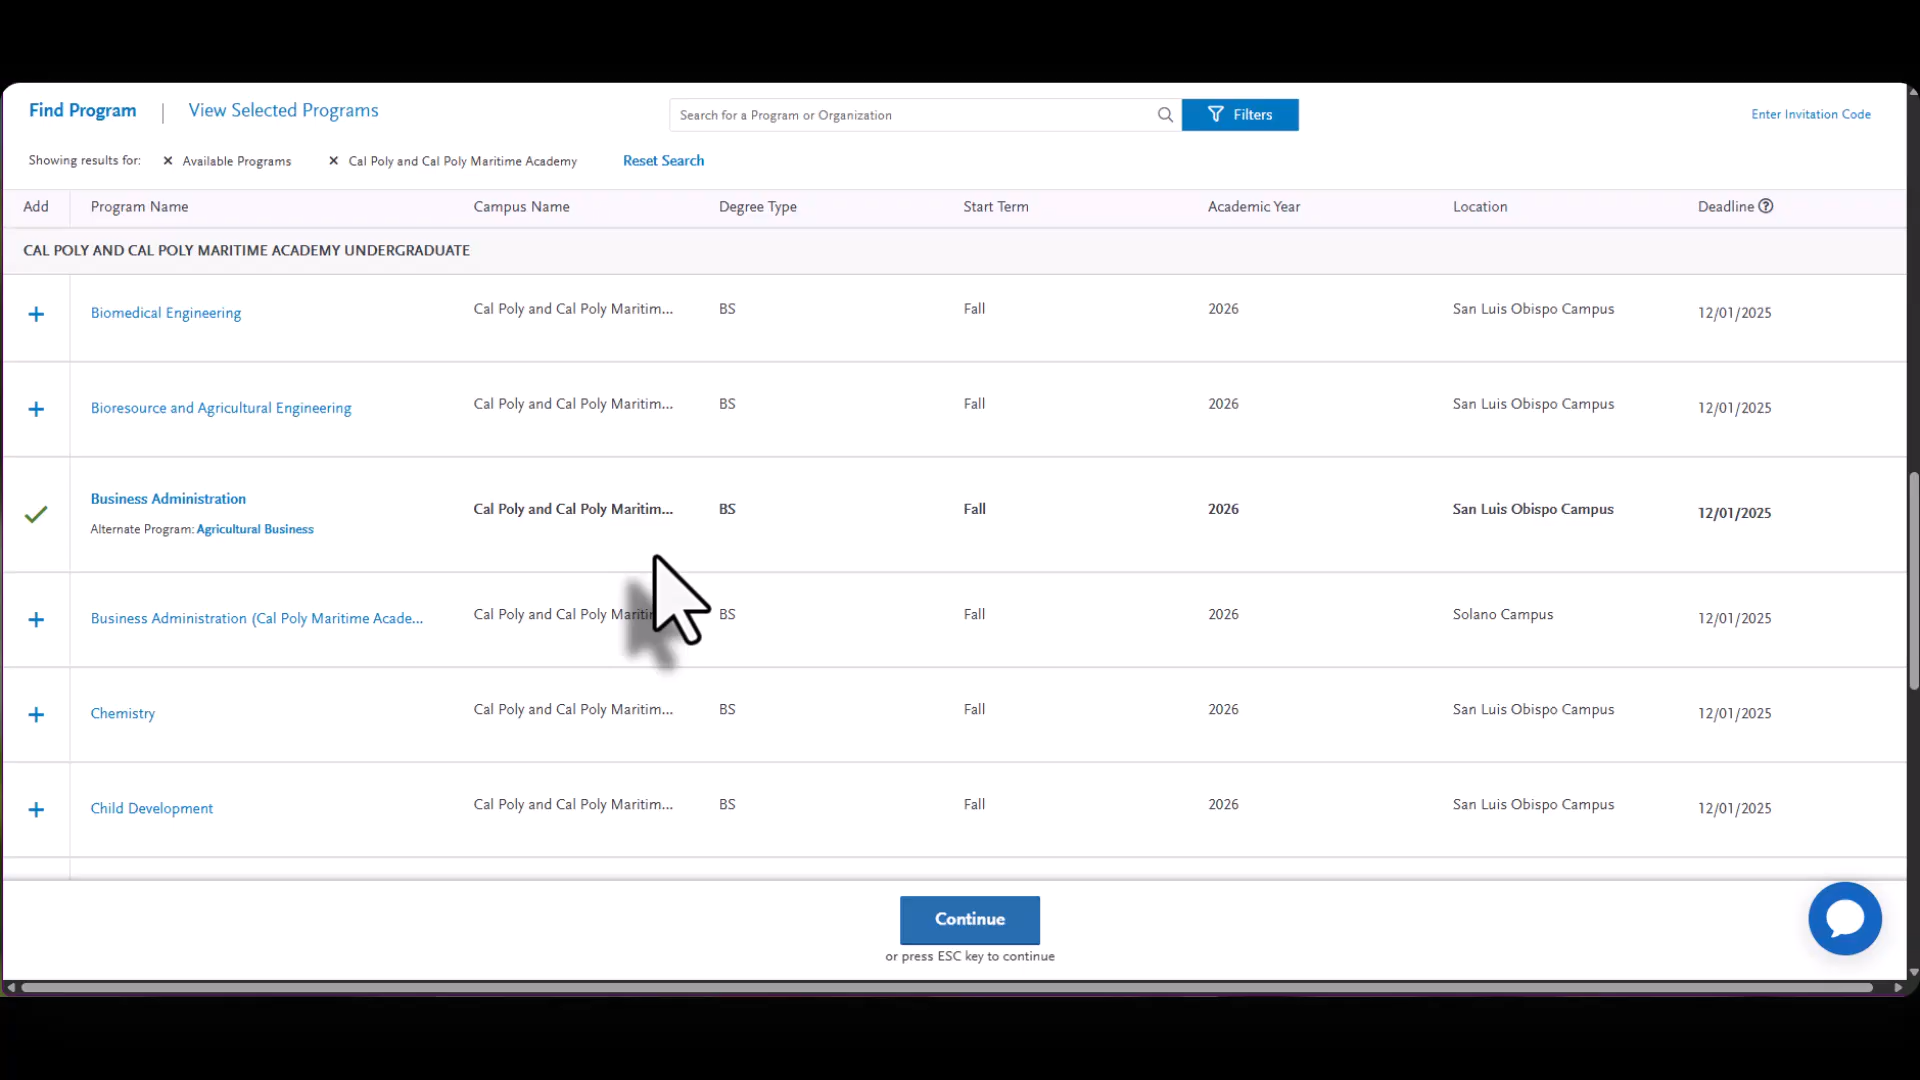 Find Program | View Selected Programs
Search for a Program or Organization
Filters
Enter Invitation Code
Showing results for: × Available Programs × Cal Poly and Cal Poly Maritime Academy Reset Search
Add Program Name Campus Name Degree Type Start Term Academic Year Location Deadline ?
CAL POLY AND CAL POLY MARITIME ACADEMY UNDERGRADUATE
+ Biomedical Engineering Cal Poly and Cal Poly Maritim... BS Fall 2026 San Luis Obispo Campus 12/01/2025
+ Bioresource and Agricultural Engineering Cal Poly and Cal Poly Maritim... BS Fall 2026 San Luis Obispo Campus 12/01/2025
Business Administration Cal Poly and Cal Poly Maritim... BS Fall 2026 San Luis Obispo Campus 12/01/2025
Alternate Program: Agricultural Business
+ Business Administration (Cal Poly Maritime Acade... Cal Poly and Cal Poly BS Fall 2026 Solano Campus 12/01/2025
+ Chemistry Cal Poly and Cal Poly Maritim... BS Fall 2026 San Luis Obispo Campus 12/01/2025
+ Child Development Cal Poly and Cal Poly Maritim... BS Fall 2026 San Luis Obispo Campus 12/01/2025
Continue
or press ESC key to continue